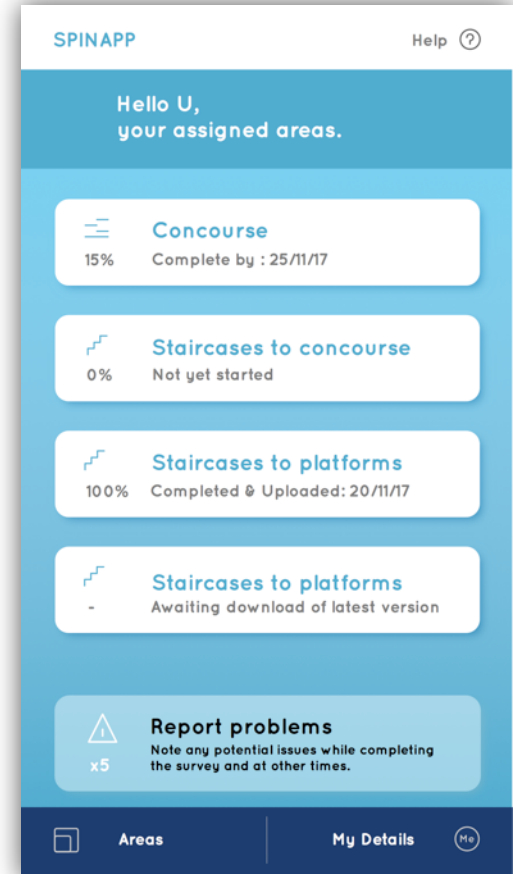 SPINAPP
Help ?
Hello U,
your assigned areas.
Concourse
15% Complete by : 25/11/17
Staircases to concourse
0% Not yet started
Staircases to platforms
100% Completed & Uploaded: 20/11/17
Staircases to platforms
- Awaiting download of latest version
Report problems
Note any potential issues while completing
x5 the survey and at other times.
Areas My Details Me